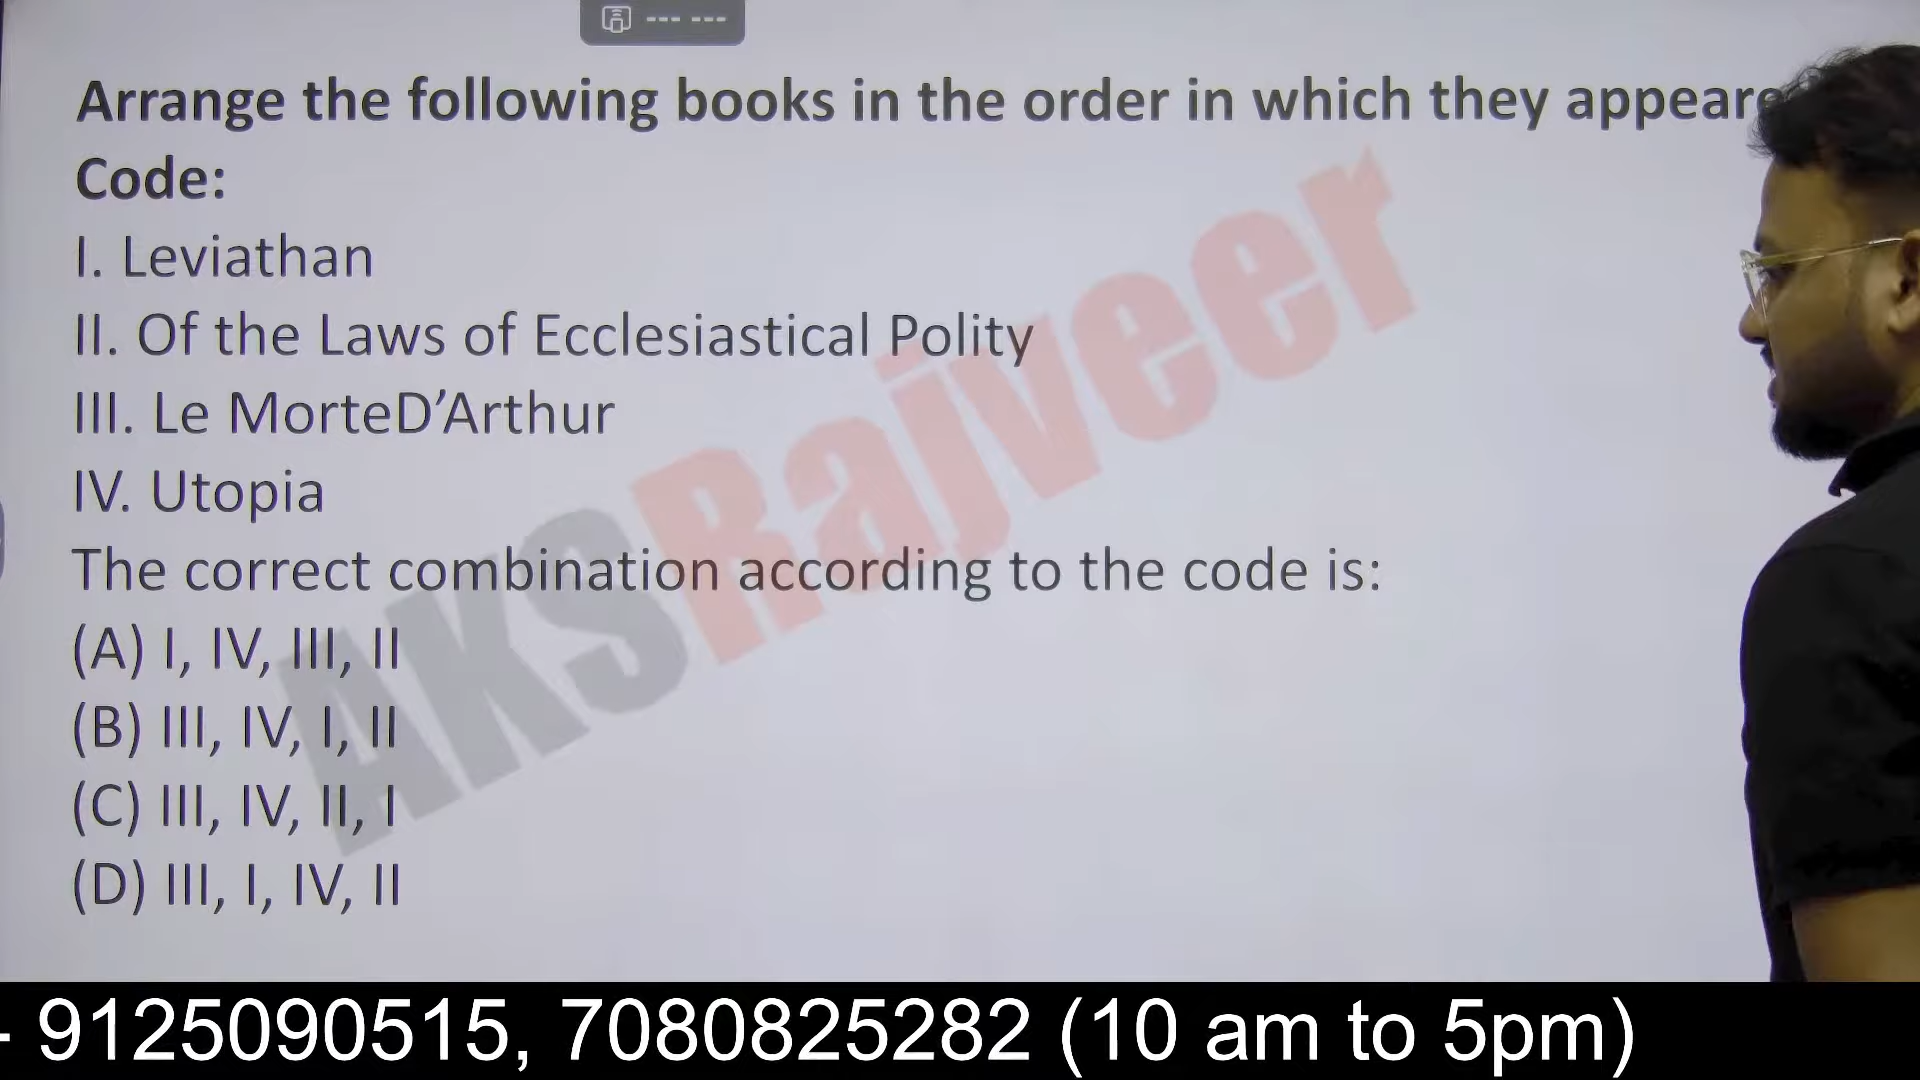 --- ---
Arrange the following books in the order in which they appeare
Code:
I. Leviathan
II. Of the Laws of Ecclesiastical Polity
III. Le MorteD’Arthur
IV. Utopia
The correct combination according to the code is:
(A) I, IV, III, II
(B) III, IV, I, II
(C) III, IV, II, I
(D) III, I, IV, II
AKSRajveer
- 9125090515, 7080825282 (10 am to 5pm)